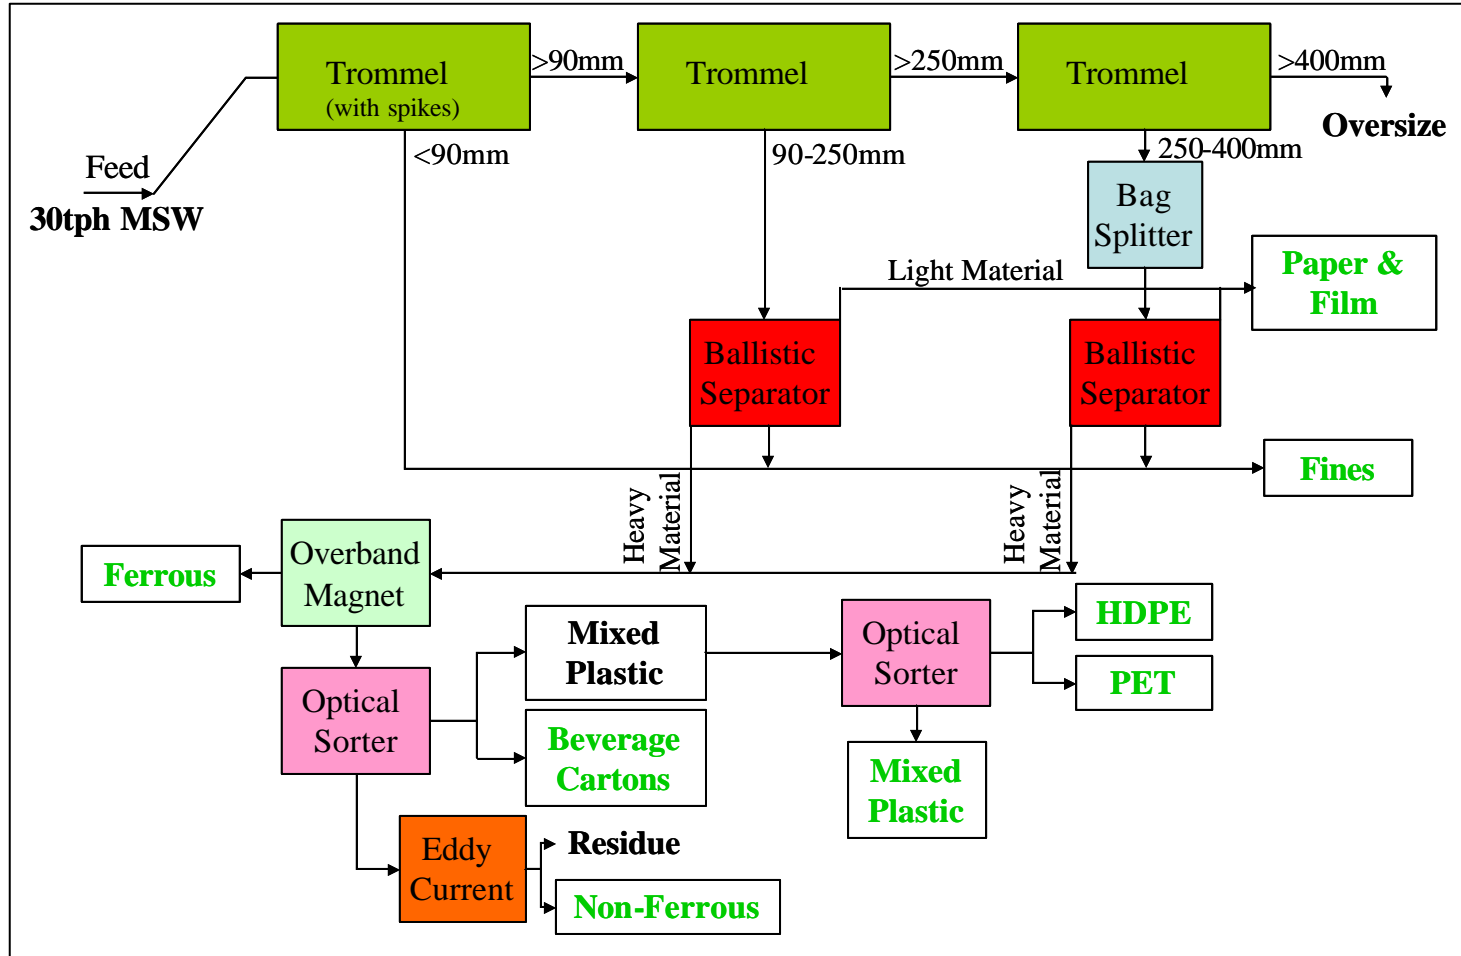 Trommel
(with spikes)
>90mm
Trommel
>250mm
Trommel
>400mm
Oversize
<90mm
90-250mm
250-400mm
Feed
30tph MSW
Bag
Splitter
Light Material
Paper &
Film
Ballistic
Separator
Ballistic
Separator
Fines
Heavy
Material
Heavy
Material
Overband
Magnet
Ferrous
Mixed
Plastic
Optical
Sorter
HDPE
PET
Optical
Sorter
Beverage
Cartons
Mixed
Plastic
Eddy
Current
Residue
Non-Ferrous